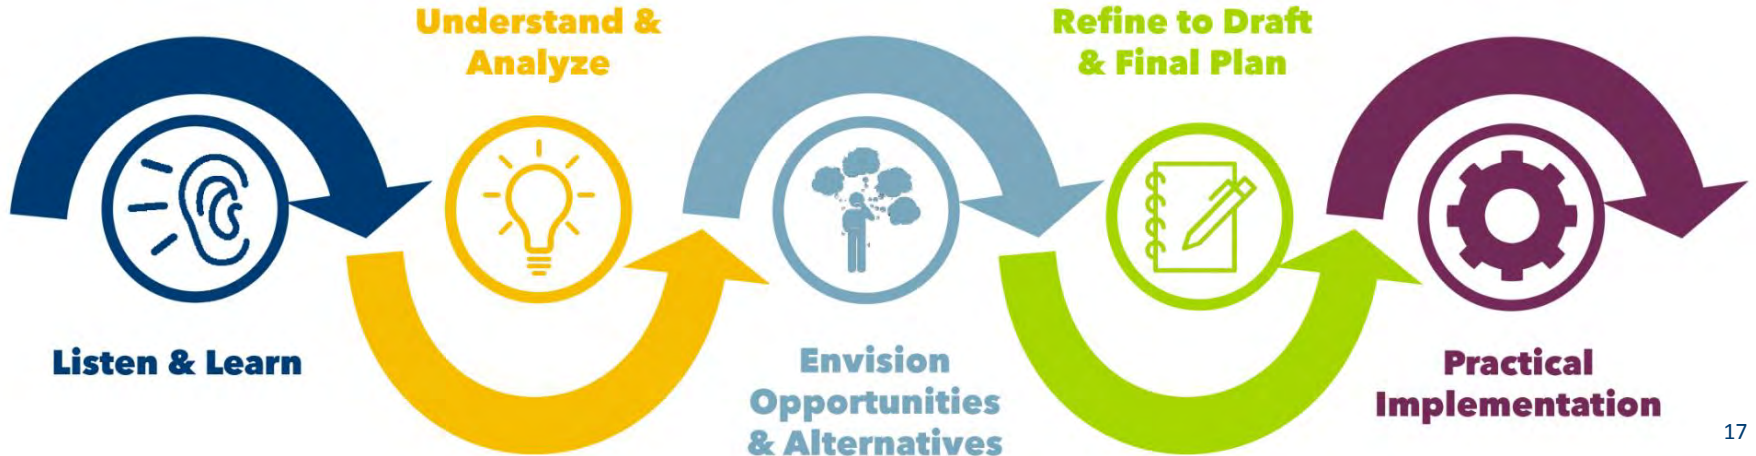 Listen & Learn
Understand &
Analyze
Envision
Opportunities
& Alternatives
Refine to Draft
& Final Plan
Practical
Implementation
17